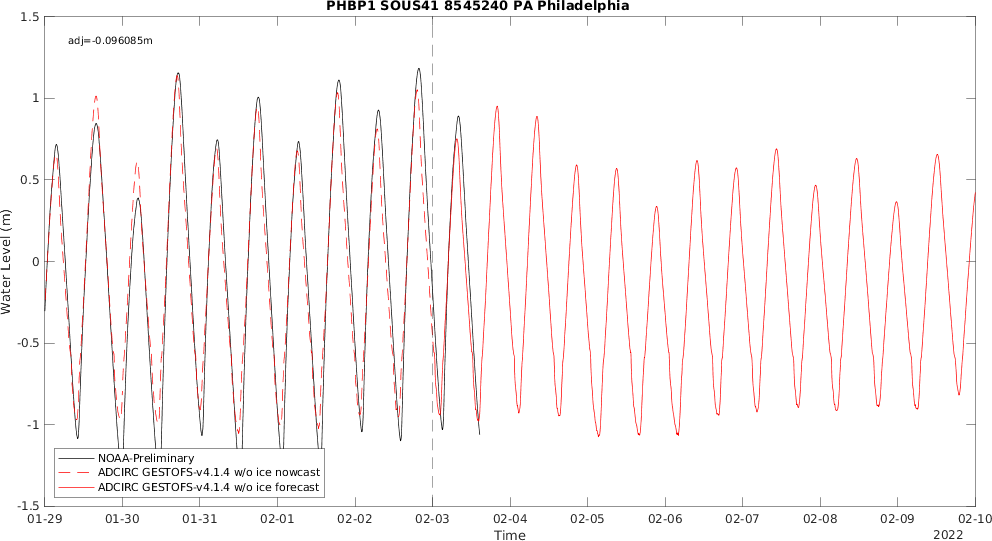 PHBP1 SOUS41 8545240 PA Philadelphia
adj=-0.096085m
1.5
1
0.5
0
-0.5
-1
-1.5
Water Level (m)
NOAA-Preliminary
ADCIRC GESTOFS-v4.1.4 w/o ice nowcast
ADCIRC GESTOFS-v4.1.4 w/o ice forecast
01-29 01-30 01-31 02-01 02-02 02-03 02-04 02-05 02-06 02-07 02-08 02-09 02-10
Time
2022